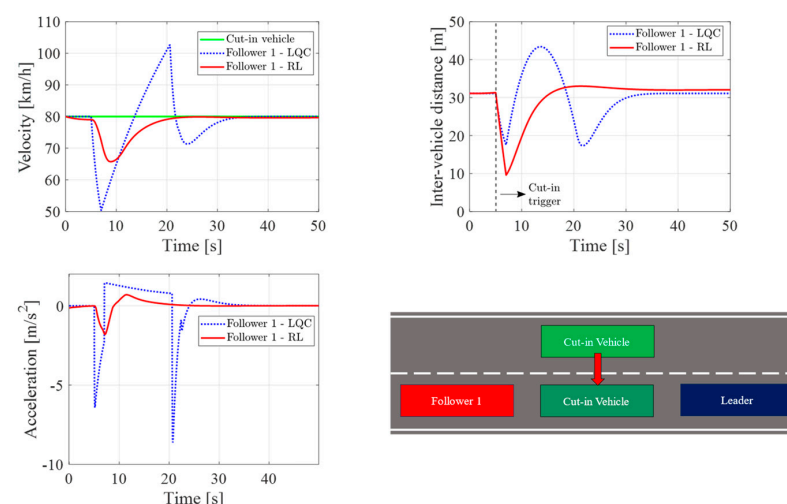 110
100
90
80
70
60
50
Velocity [km/h]
Cut-in vehicle
Follower 1 - LQC
Follower 1 - RL
0
10
20
30
40
50
Time [s]
50
40
30
20
10
0
Inter-vehicle distance [m]
Follower 1 - LQC
Follower 1 - RL
Cut-in
trigger
0
10
20
30
40
50
Time [s]
0
-5
-10
Acceleration [m/s²]
Follower 1 - LQC
Follower 1 - RL
0
10
20
30
40
Time [s]
Cut-in Vehicle
Follower 1
Cut-in Vehicle
Leader